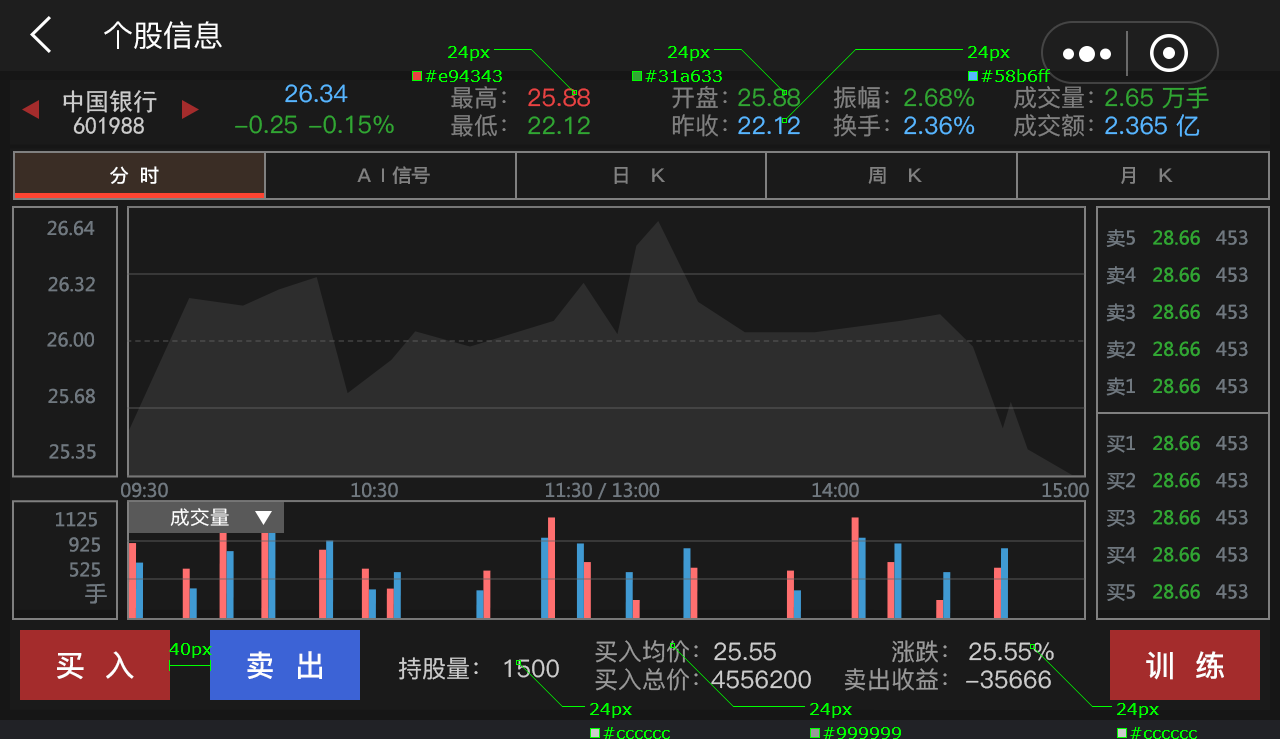 个股信息
24px
#e94343
24px
#31a633
24px
#58b6ff
中国银行
601988
26.34
-0.25 -0.15%
最高： 25.88
最低： 22.12
开盘：25.88
昨收：22.12
振幅：2.68%
换手：2.36%
成交量：2.65 万手
成交额：2.365 亿
分 时
A I 信号
日 K
周 K
月 K
26.64
26.32
26.00
25.68
25.35
09:30
10:30
11:30 / 13:00
14:00
15:00
卖5 28.66 453
卖4 28.66 453
卖3 28.66 453
卖2 28.66 453
卖1 28.66 453
买1 28.66 453
买2 28.66 453
买3 28.66 453
买4 28.66 453
买5 28.66 453
1125
925
525
手
成交量
买 入
40px
卖 出
持股量： 1500
买入均价： 25.55
买入总价：4556200
涨跌： 25.55%
卖出收益：-35666
训 练
24px
#cccccc
24px
#999999
24px
#cccccc